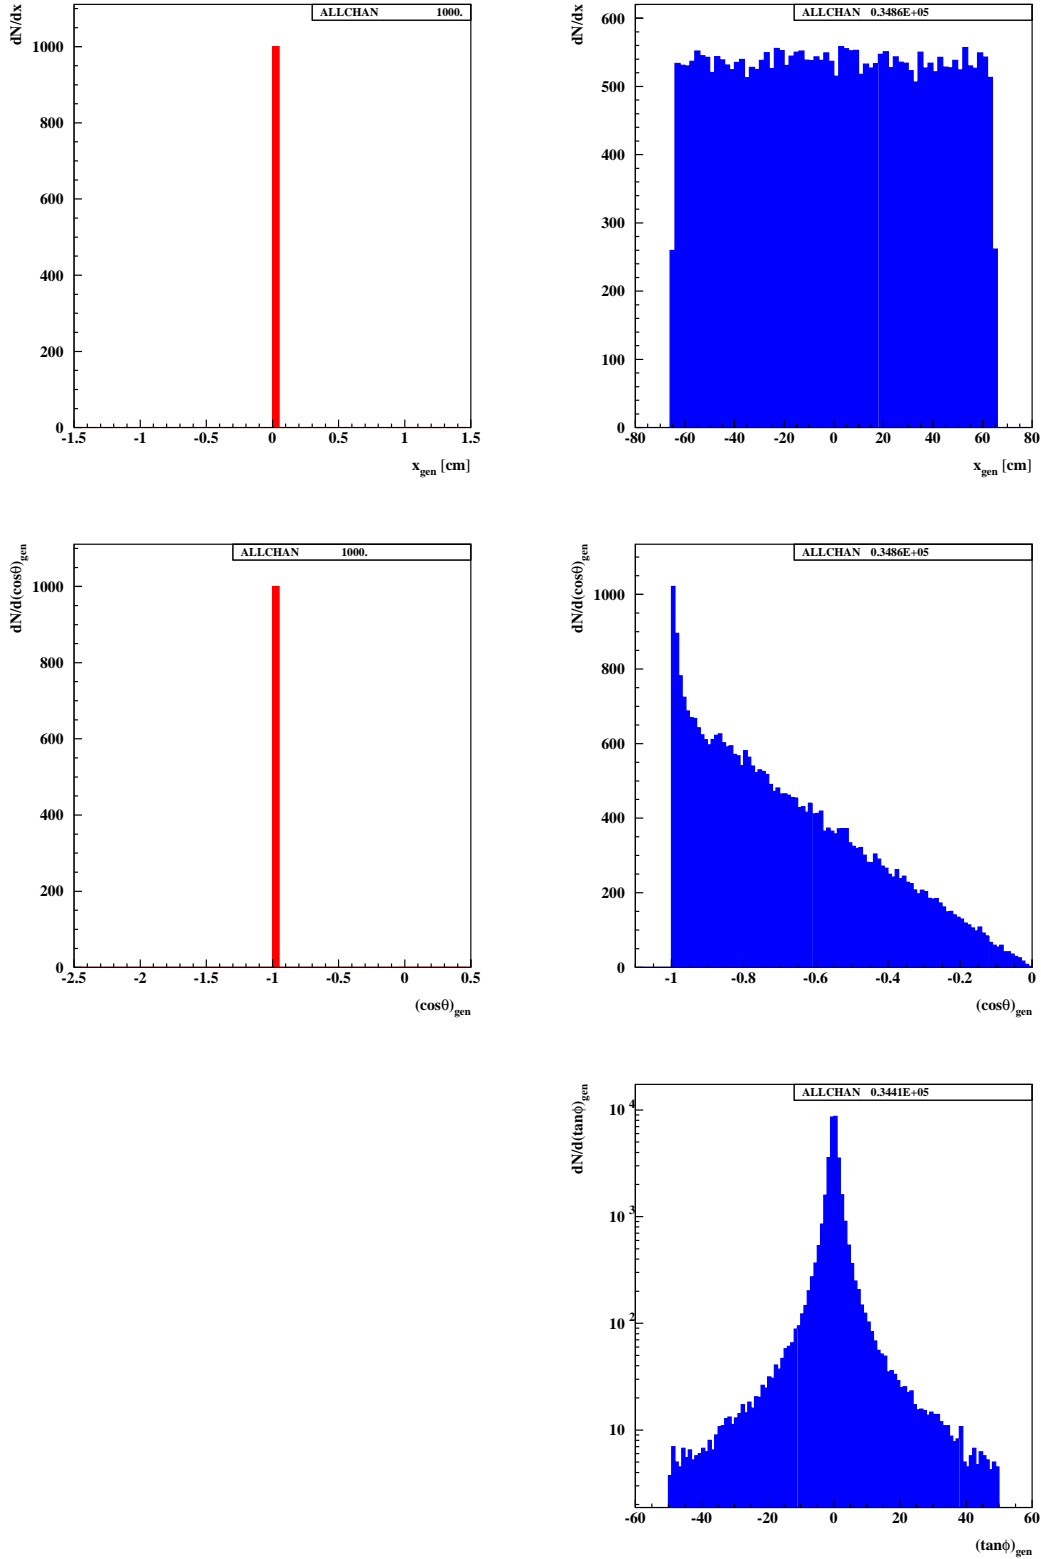 dN/dx
ALLCHAN 1000.
1000
800
600
400
200
0
-1.5 -1 -0.5 0 0.5 1 1.5
x_gen [cm]
dN/dx
ALLCHAN 0.3486E+05
600
500
400
300
200
100
0
-80 -60 -40 -20 0 20 40 60 80
x_gen [cm]
dN/d(cosθ)_gen
ALLCHAN 1000.
1000
800
600
400
200
0
-2.5 -2 -1.5 -1 -0.5 0 0.5
(cosθ)_gen
dN/d(cosθ)_gen
ALLCHAN 0.3486E+05
1000
800
600
400
200
0
-1 -0.8 -0.6 -0.4 -0.2 0
(cosθ)_gen
dN/d(tanϕ)_gen
ALLCHAN 0.3441E+05
10^4
10^3
10^2
10
-60 -40 -20 0 20 40 60
(tanϕ)_gen